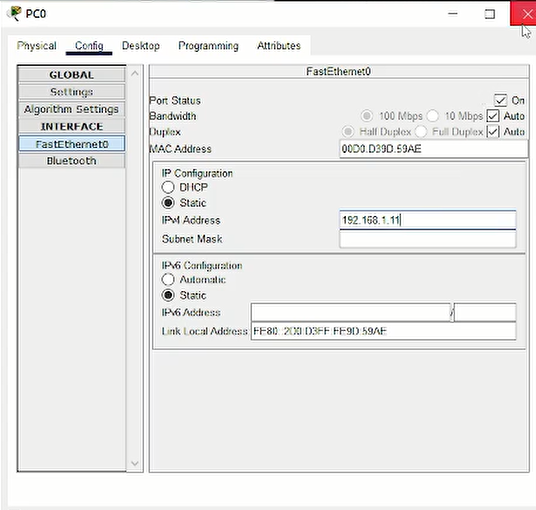 PC0
Physical Config Desktop Programming Attributes
GLOBAL
Settings
Algorithm Settings
INTERFACE
FastEthernet0
Bluetooth
FastEthernet0
Port Status On
Bandwidth 100 Mbps 10 Mbps Auto
Duplex Half Duplex Full Duplex Auto
MAC Address 00D0.D39D.59AE
IP Configuration
DHCP
Static
IPv4 Address 192.168.1.11
Subnet Mask
IPv6 Configuration
Automatic
Static
IPv6 Address /
Link Local Address FE80::2D0:D3FF:FE9D:59AE